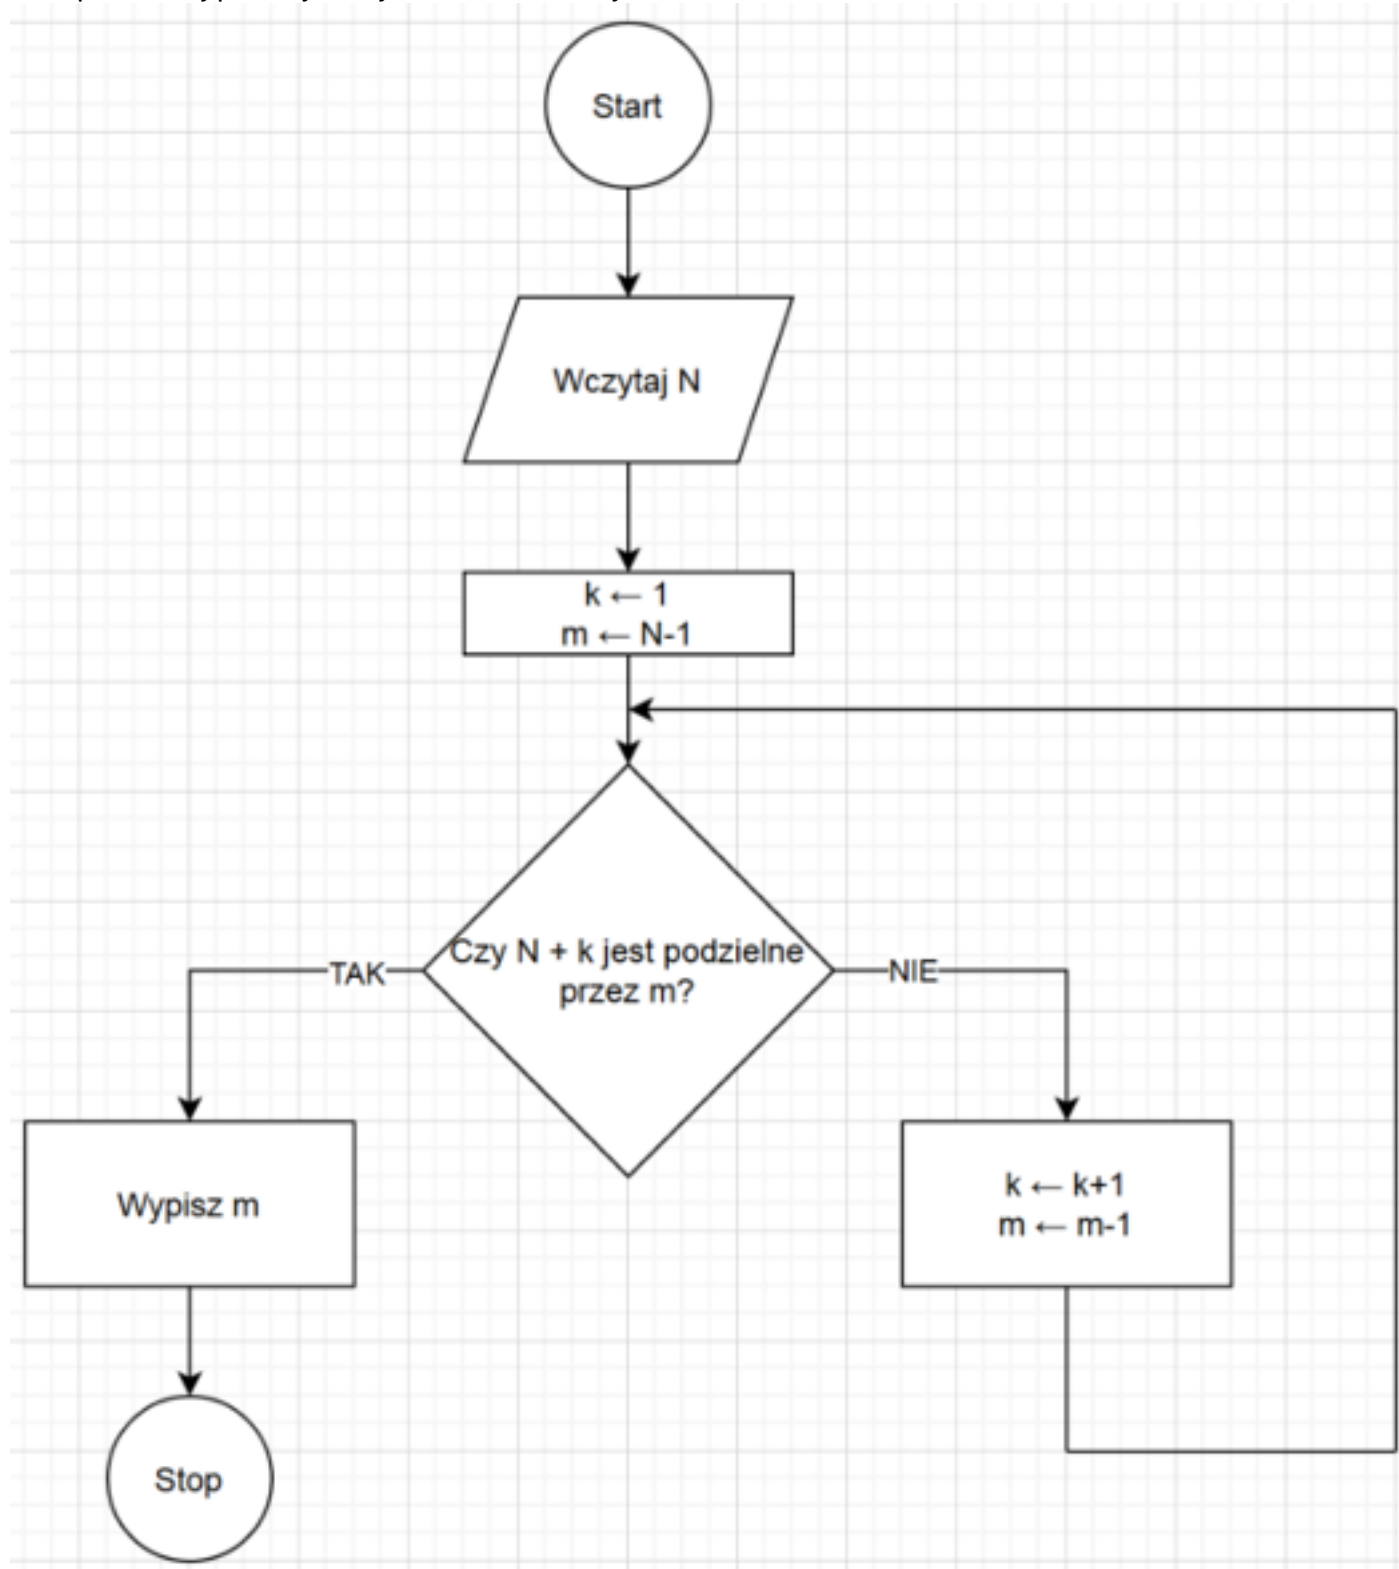 Start
Wczytaj N
k ← 1
m ← N-1
Czy N + k jest podzielne
przez m?
TAK
NIE
Wypisz m
k ← k+1
m ← m-1
Stop